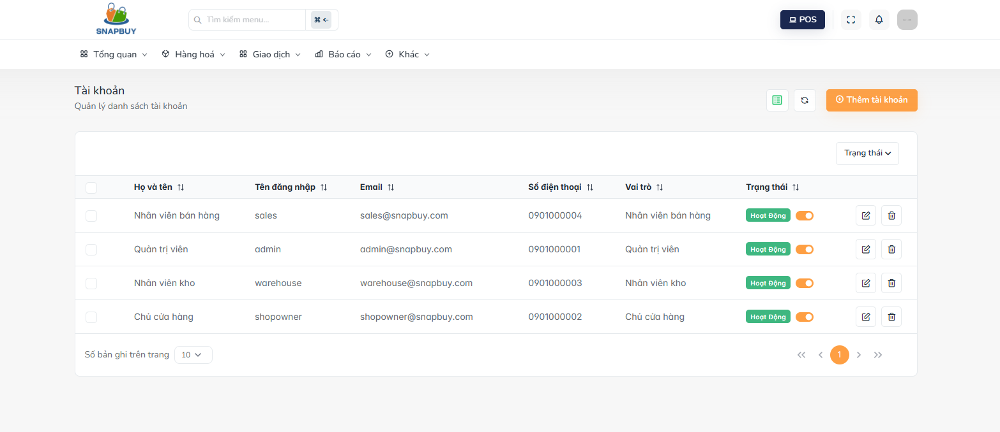 SNAPBUY
Tìm kiếm menu...
⌘ ←
POS
Tổng quan
Hàng hoá
Giao dịch
Báo cáo
Khác
Tài khoản
Quản lý danh sách tài khoản
Thêm tài khoản
Trạng thái
Họ và tên Tên đăng nhập Email Số điện thoại Vai trò Trạng thái
Nhân viên bán hàng sales sales@snapbuy.com 0901000004 Nhân viên bán hàng Hoạt Động
Quản trị viên admin admin@snapbuy.com 0901000001 Quản trị viên Hoạt Động
Nhân viên kho warehouse warehouse@snapbuy.com 0901000003 Nhân viên kho Hoạt Động
Chủ cửa hàng shopowner shopowner@snapbuy.com 0901000002 Chủ cửa hàng Hoạt Động
Số bản ghi trên trang 10
1